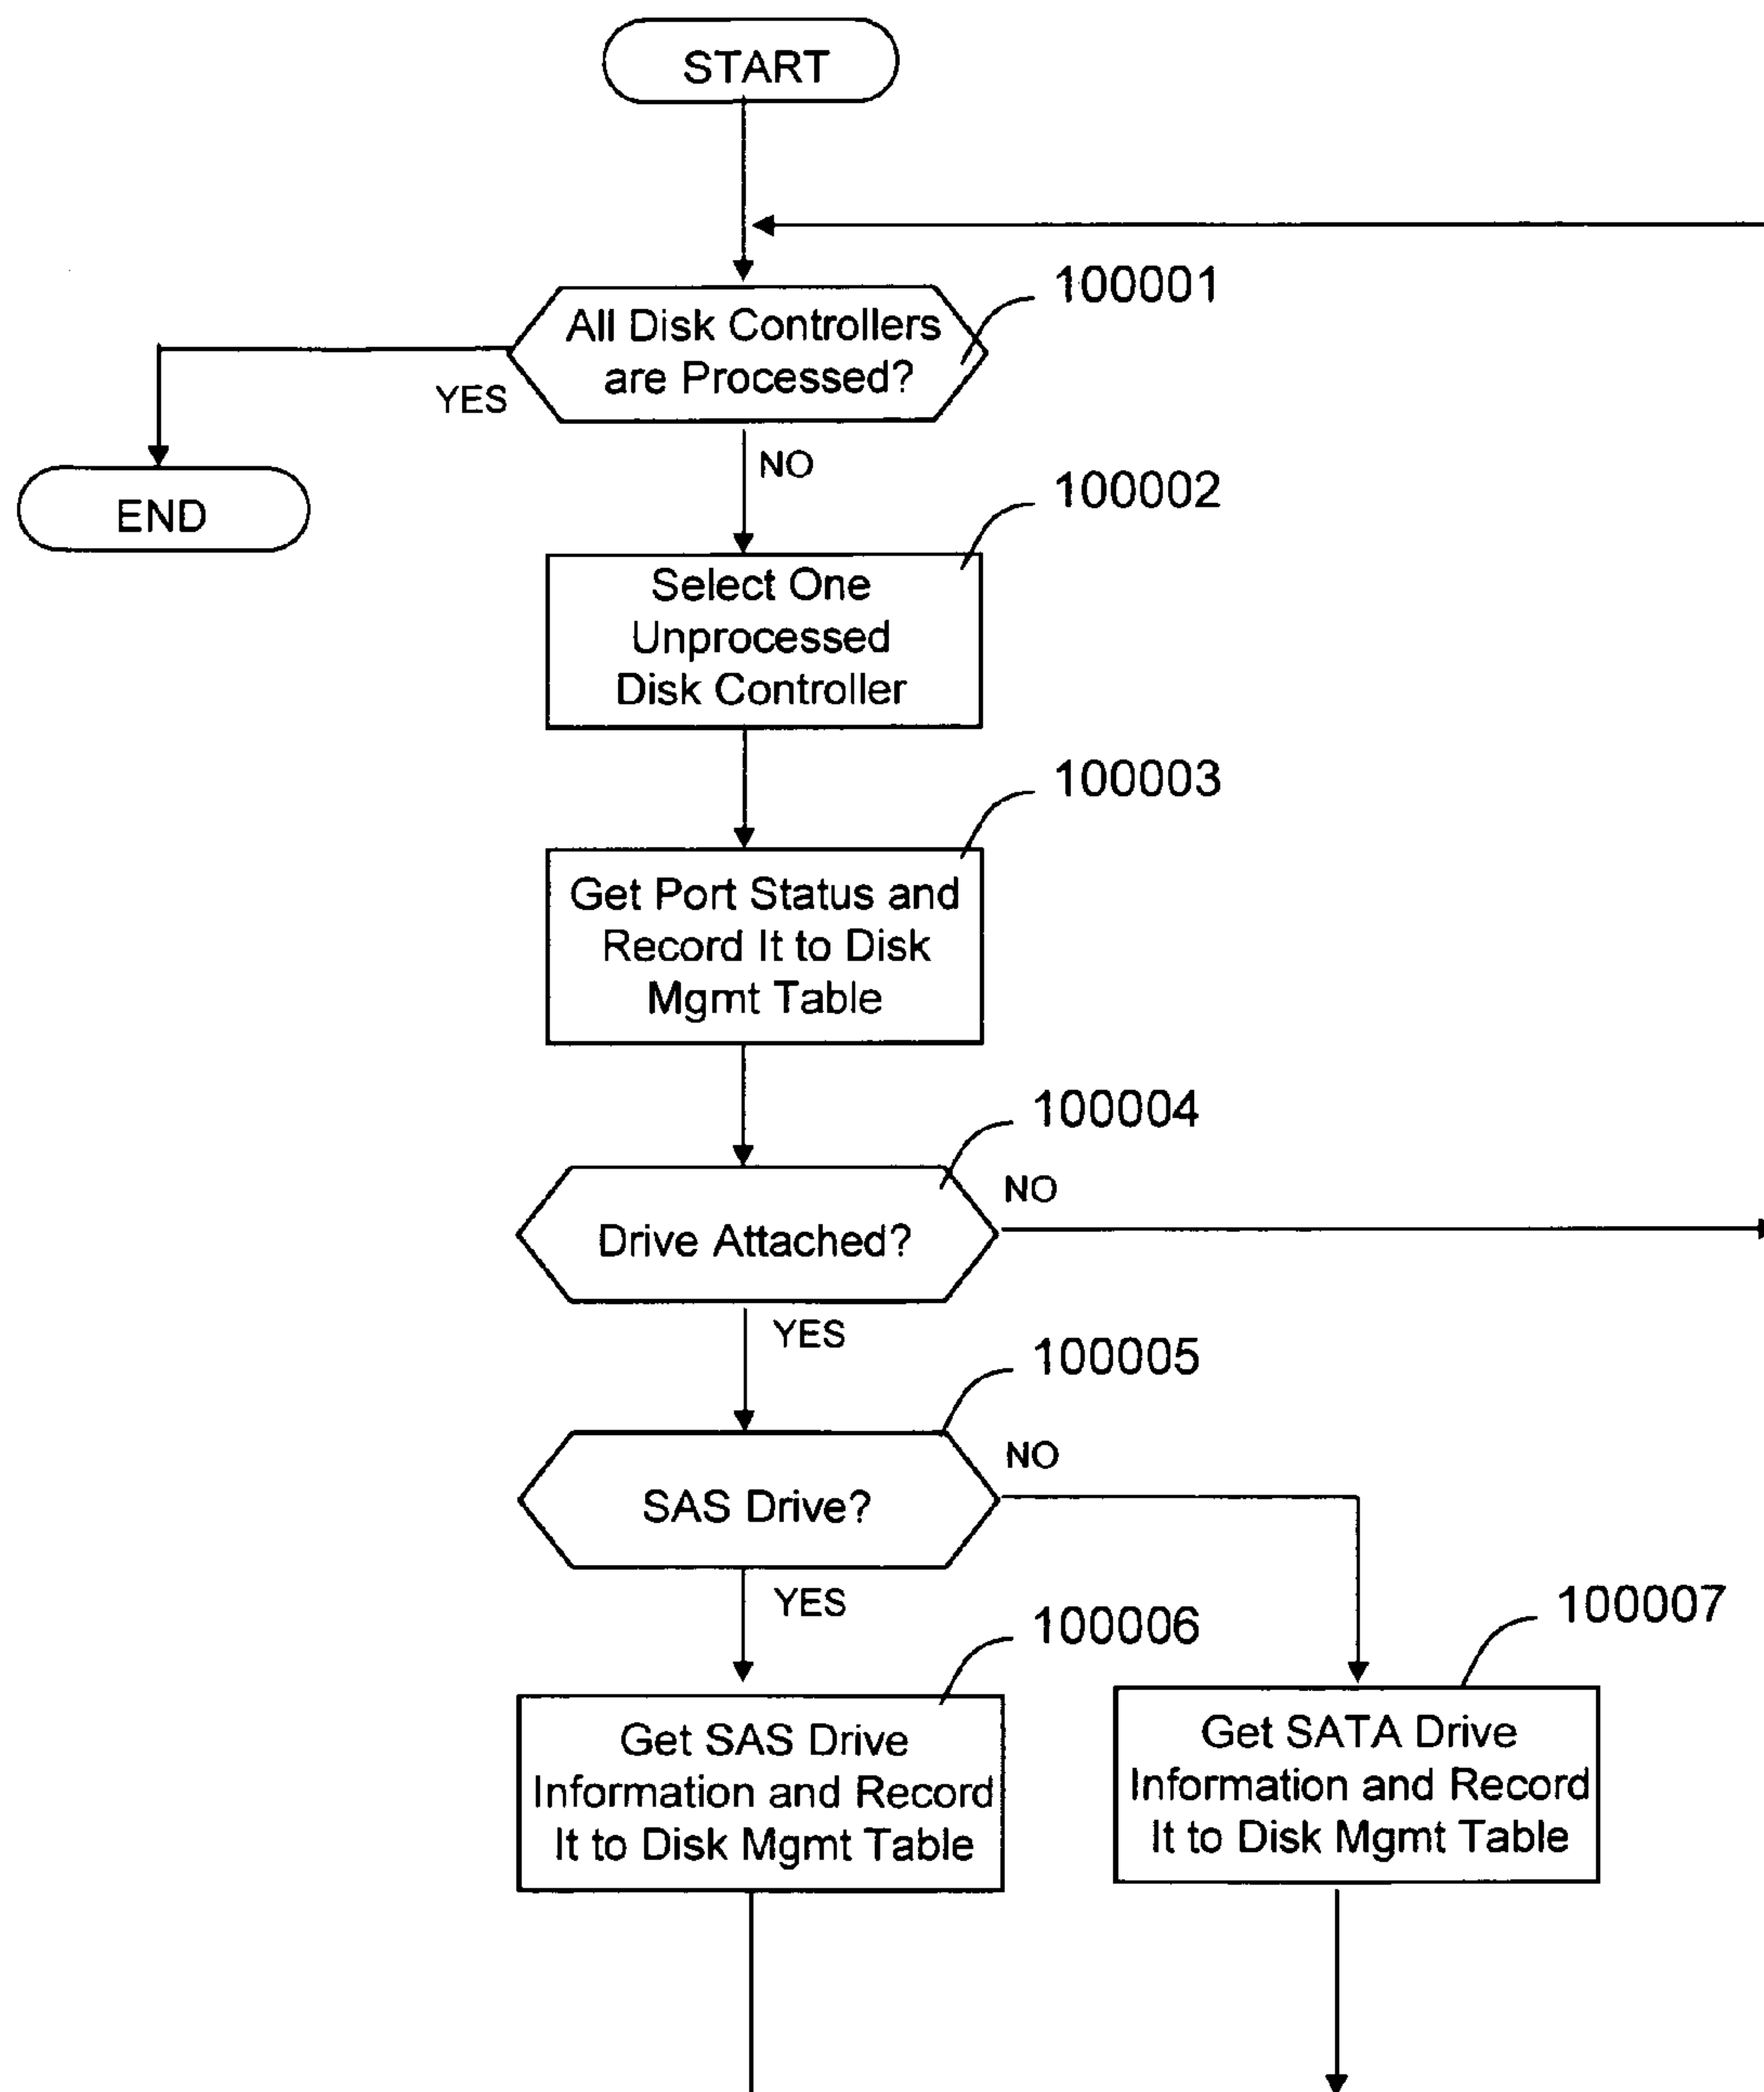 START
100001
All Disk Controllers
are Processed?
YES
NO
END
100002
Select One
Unprocessed
Disk Controller
100003
Get Port Status and
Record It to Disk
Mgmt Table
100004
NO
Drive Attached?
YES
100005
NO
SAS Drive?
YES
100006
100007
Get SAS Drive
Information and Record
It to Disk Mgmt Table
Get SATA Drive
Information and Record
It to Disk Mgmt Table